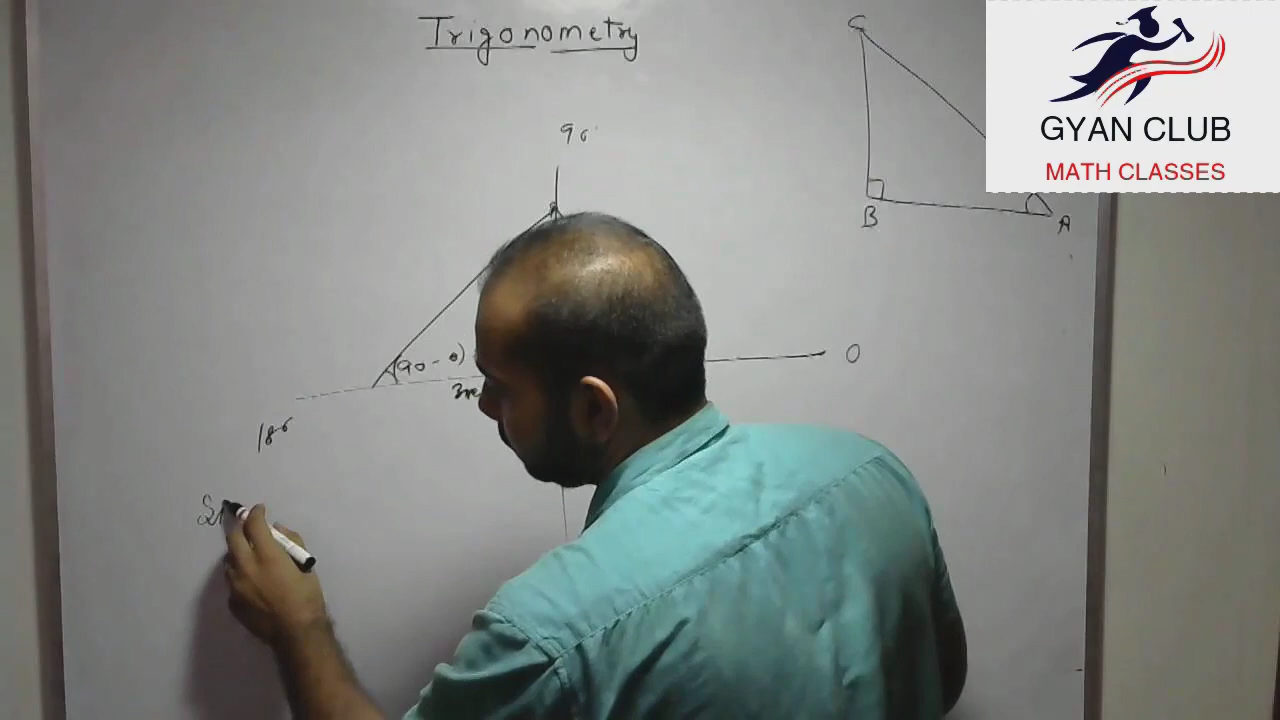 Trigonometry
C
GYAN CLUB
MATH CLASSES
90
B
A
(90-θ)
0
180